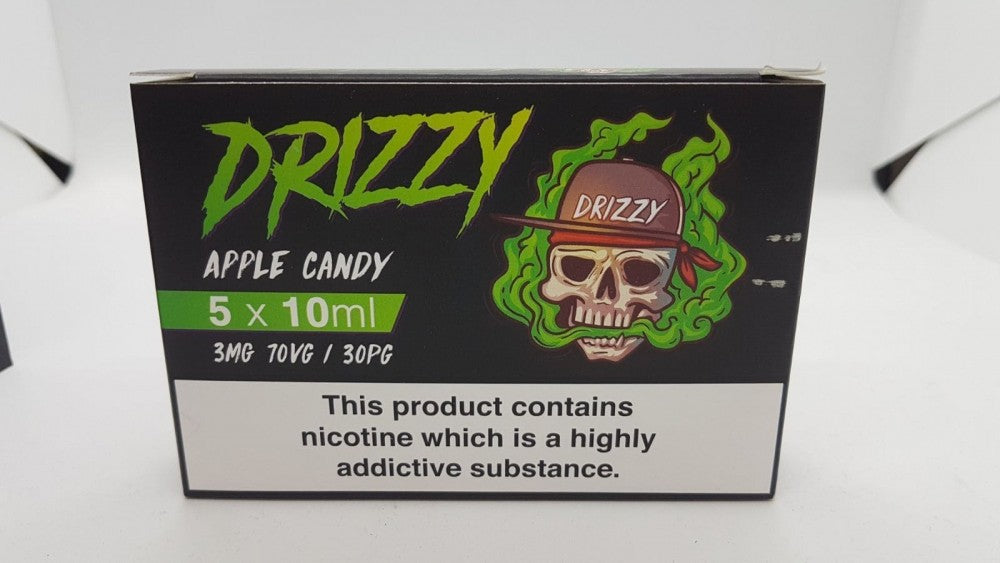 DRIZZY
DRIZZY
APPLE CANDY
5 x 10ml
3MG 70VG / 30PG
This product contains
nicotine which is a highly
addictive substance.